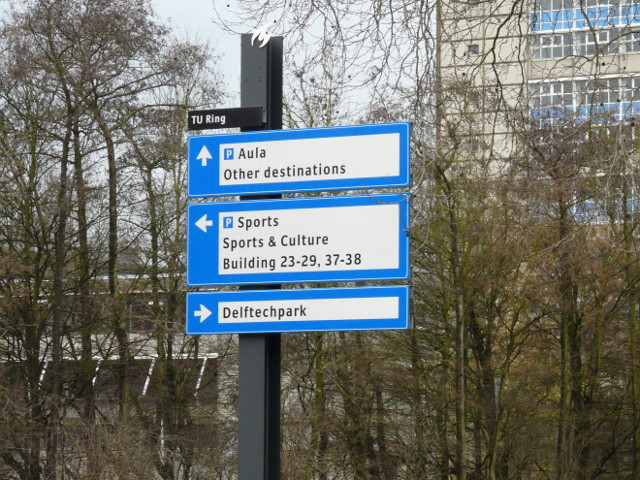 TU Ring
P Aula
Other destinations
P Sports
Sports & Culture
Building 23-29, 37-38
Delftechpark